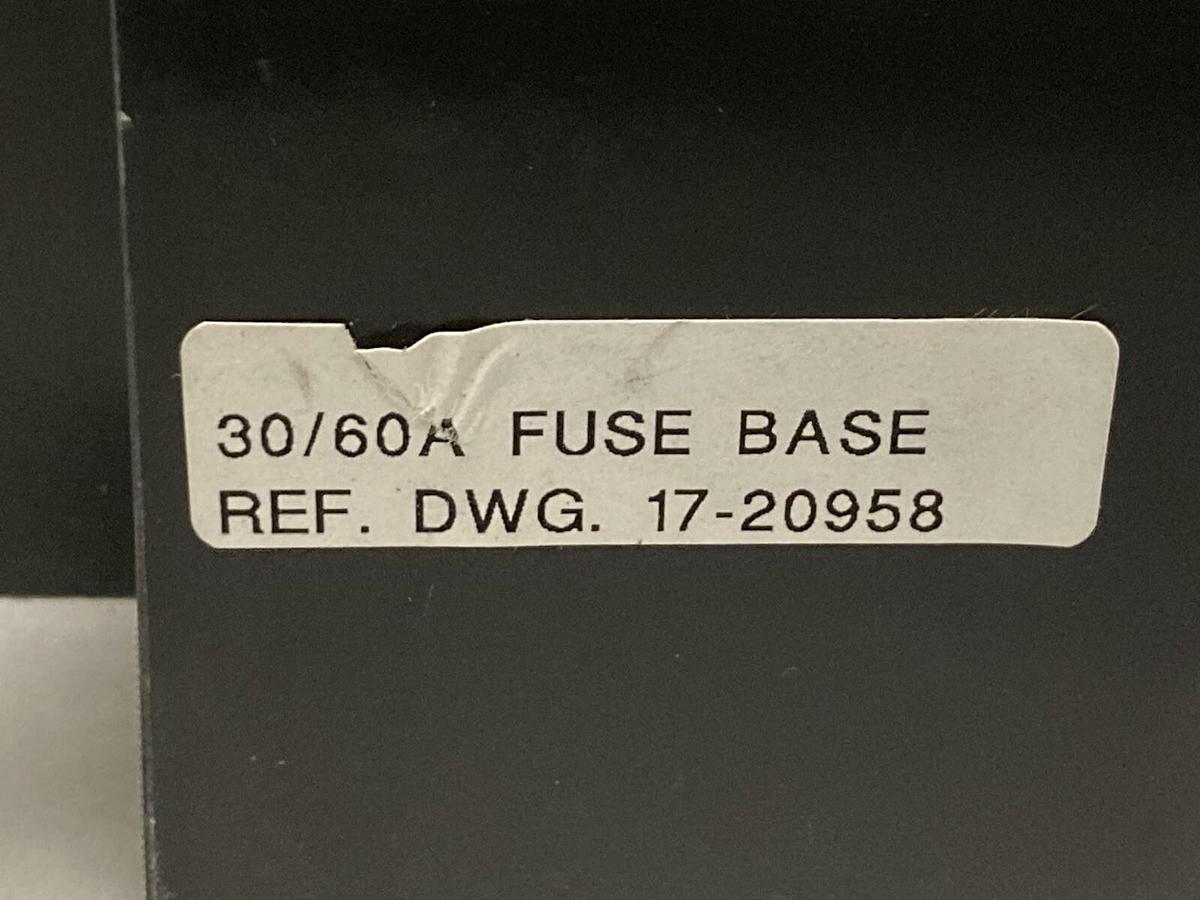 30/60A FUSE BASE
REF. DWG. 17-20958